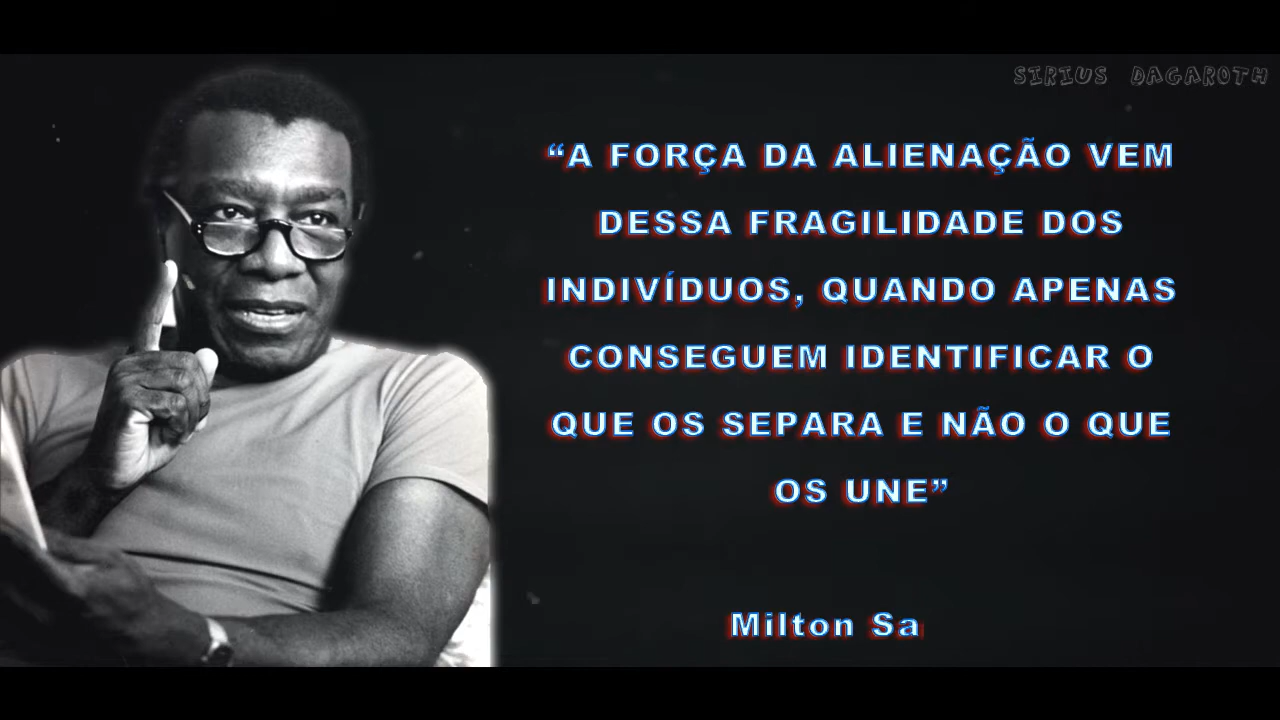 SIRIUS DAGAROTH
“A FORÇA DA ALIENAÇÃO VEM
DESSA FRAGILIDADE DOS
INDIVÍDUOS, QUANDO APENAS
CONSEGUEM IDENTIFICAR O
QUE OS SEPARA E NÃO O QUE
OS UNE”
Milton Sa